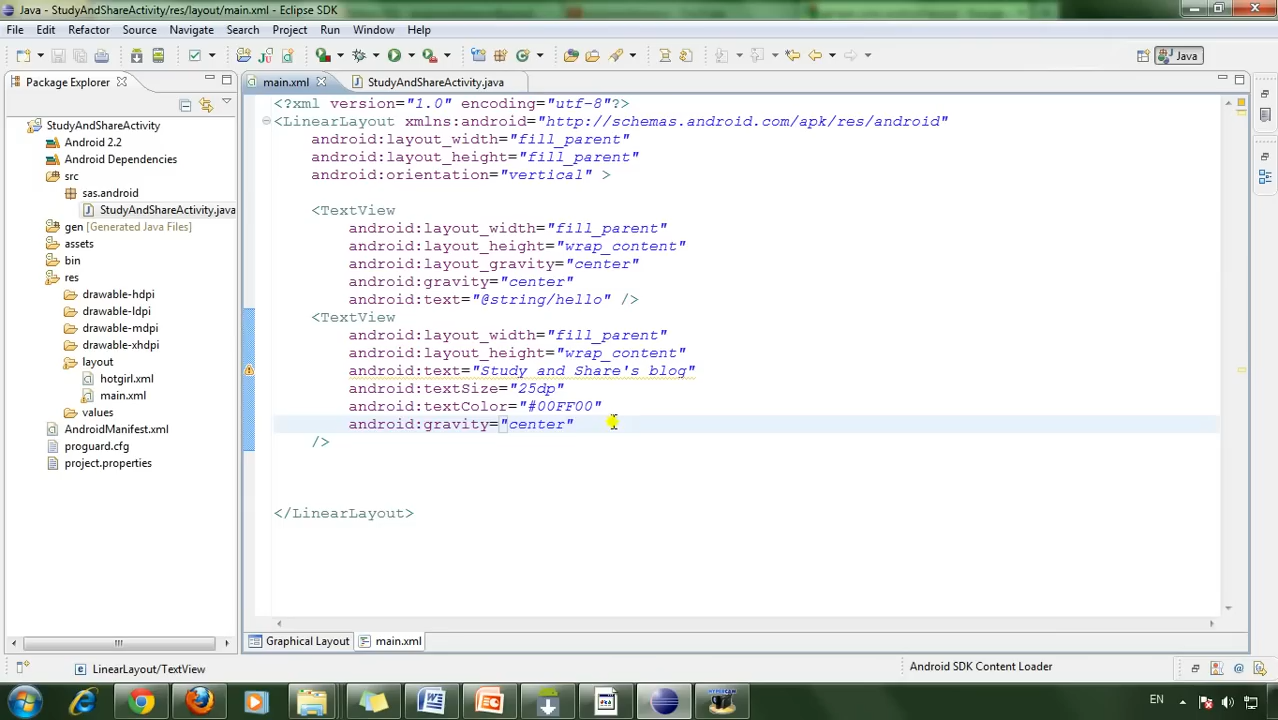 Java - StudyAndShareActivity/res/layout/main.xml - Eclipse SDK
File Edit Refactor Source Navigate Search Project Run Window Help
Java
Package Explorer
main.xml
StudyAndShareActivity.java
StudyAndShareActivity
Android 2.2
Android Dependencies
src
sas.android
StudyAndShareActivity.java
gen [Generated Java Files]
assets
bin
res
drawable-hdpi
drawable-ldpi
drawable-mdpi
drawable-xhdpi
layout
hotgirl.xml
main.xml
values
AndroidManifest.xml
proguard.cfg
project.properties
<?xml version="1.0" encoding="utf-8"?>
<LinearLayout xmlns:android="http://schemas.android.com/apk/res/android"
android:layout_width="fill_parent"
android:layout_height="fill_parent"
android:orientation="vertical" >
<TextView
android:layout_width="fill_parent"
android:layout_height="wrap_content"
android:layout_gravity="center"
android:gravity="center"
android:text="@string/hello" />
<TextView
android:layout_width="fill_parent"
android:layout_height="wrap_content"
android:text="Study and Share's blog"
android:textSize="25dp"
android:textColor="#00FF00"
android:gravity="center"
/>
</LinearLayout>
Graphical Layout
main.xml
LinearLayout/TextView
Android SDK Content Loader
HYPERCAM
EN
9:48 AM